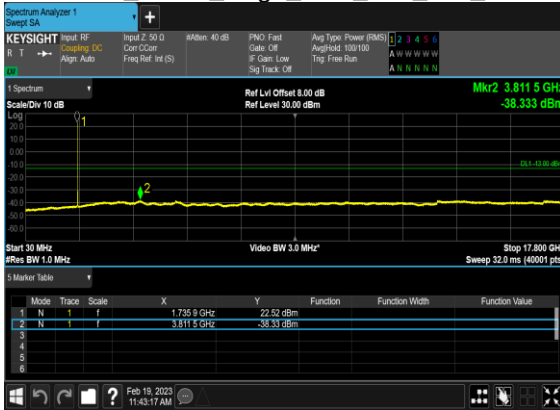 Spectrum Analyzer 1
Swept SA
+
KEYSIGHT Input: RF Input Z: 50 Ω #Atten: 40 dB PNO: Fast Avg Type: Power (RMS) 1 2 3 4 5 6
R T Coupling: DC Corr CCorr Gate: Off Avg|Hold: 100/100 A W W W W W
Align: Auto Freq Ref: Int (S) IF Gain: Low Trig: Free Run
Sig Track: Off A N N N N N
1 Spectrum Ref Lvl Offset 8.00 dB Mkr2 3.811 5 GHz
Scale/Div 10 dB Ref Level 30.00 dBm -38.333 dBm
Log
20.0
10.0
0.00
-10.0
-20.0
-30.0
-40.0
-50.0
-60.0
1
2
DL1 -13.00 dBm
Start 30 MHz Video BW 3.0 MHz* Stop 17.800 GH
#Res BW 1.0 M Sweep 32.0 ms (40001 pts
5 Marker Table
Mode Trace Scale X Y Function Function Width Function Value
1 N 1 f 1.735 9 GHz 22.52 dBm
2 N 1 f 3.811 5 GHz -38.33 dBm
3
4
5
6
? Feb 19, 2023
11:43:17 AM